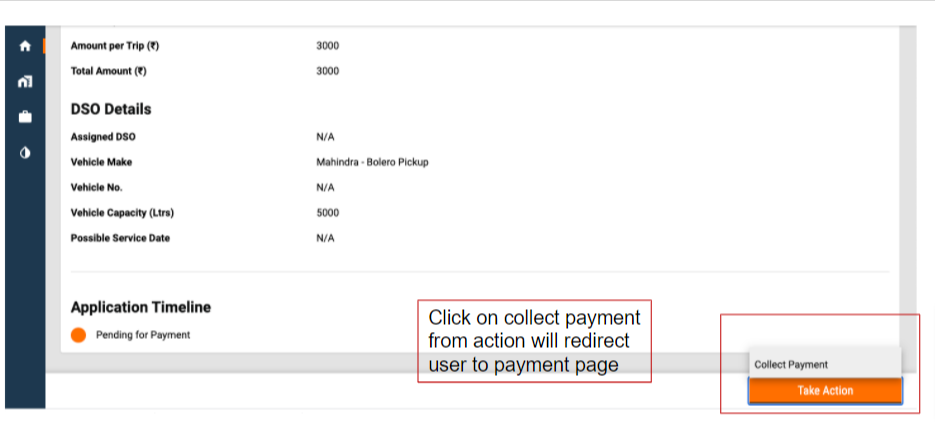 Amount per Trip (₹) 3000
Total Amount (₹) 3000
DSO Details
Assigned DSO N/A
Vehicle Make Mahindra - Bolero Pickup
Vehicle No. N/A
Vehicle Capacity (Ltrs) 5000
Possible Service Date N/A
Application Timeline
Pending for Payment
Click on collect payment
from action will redirect
user to payment page
Collect Payment
Take Action